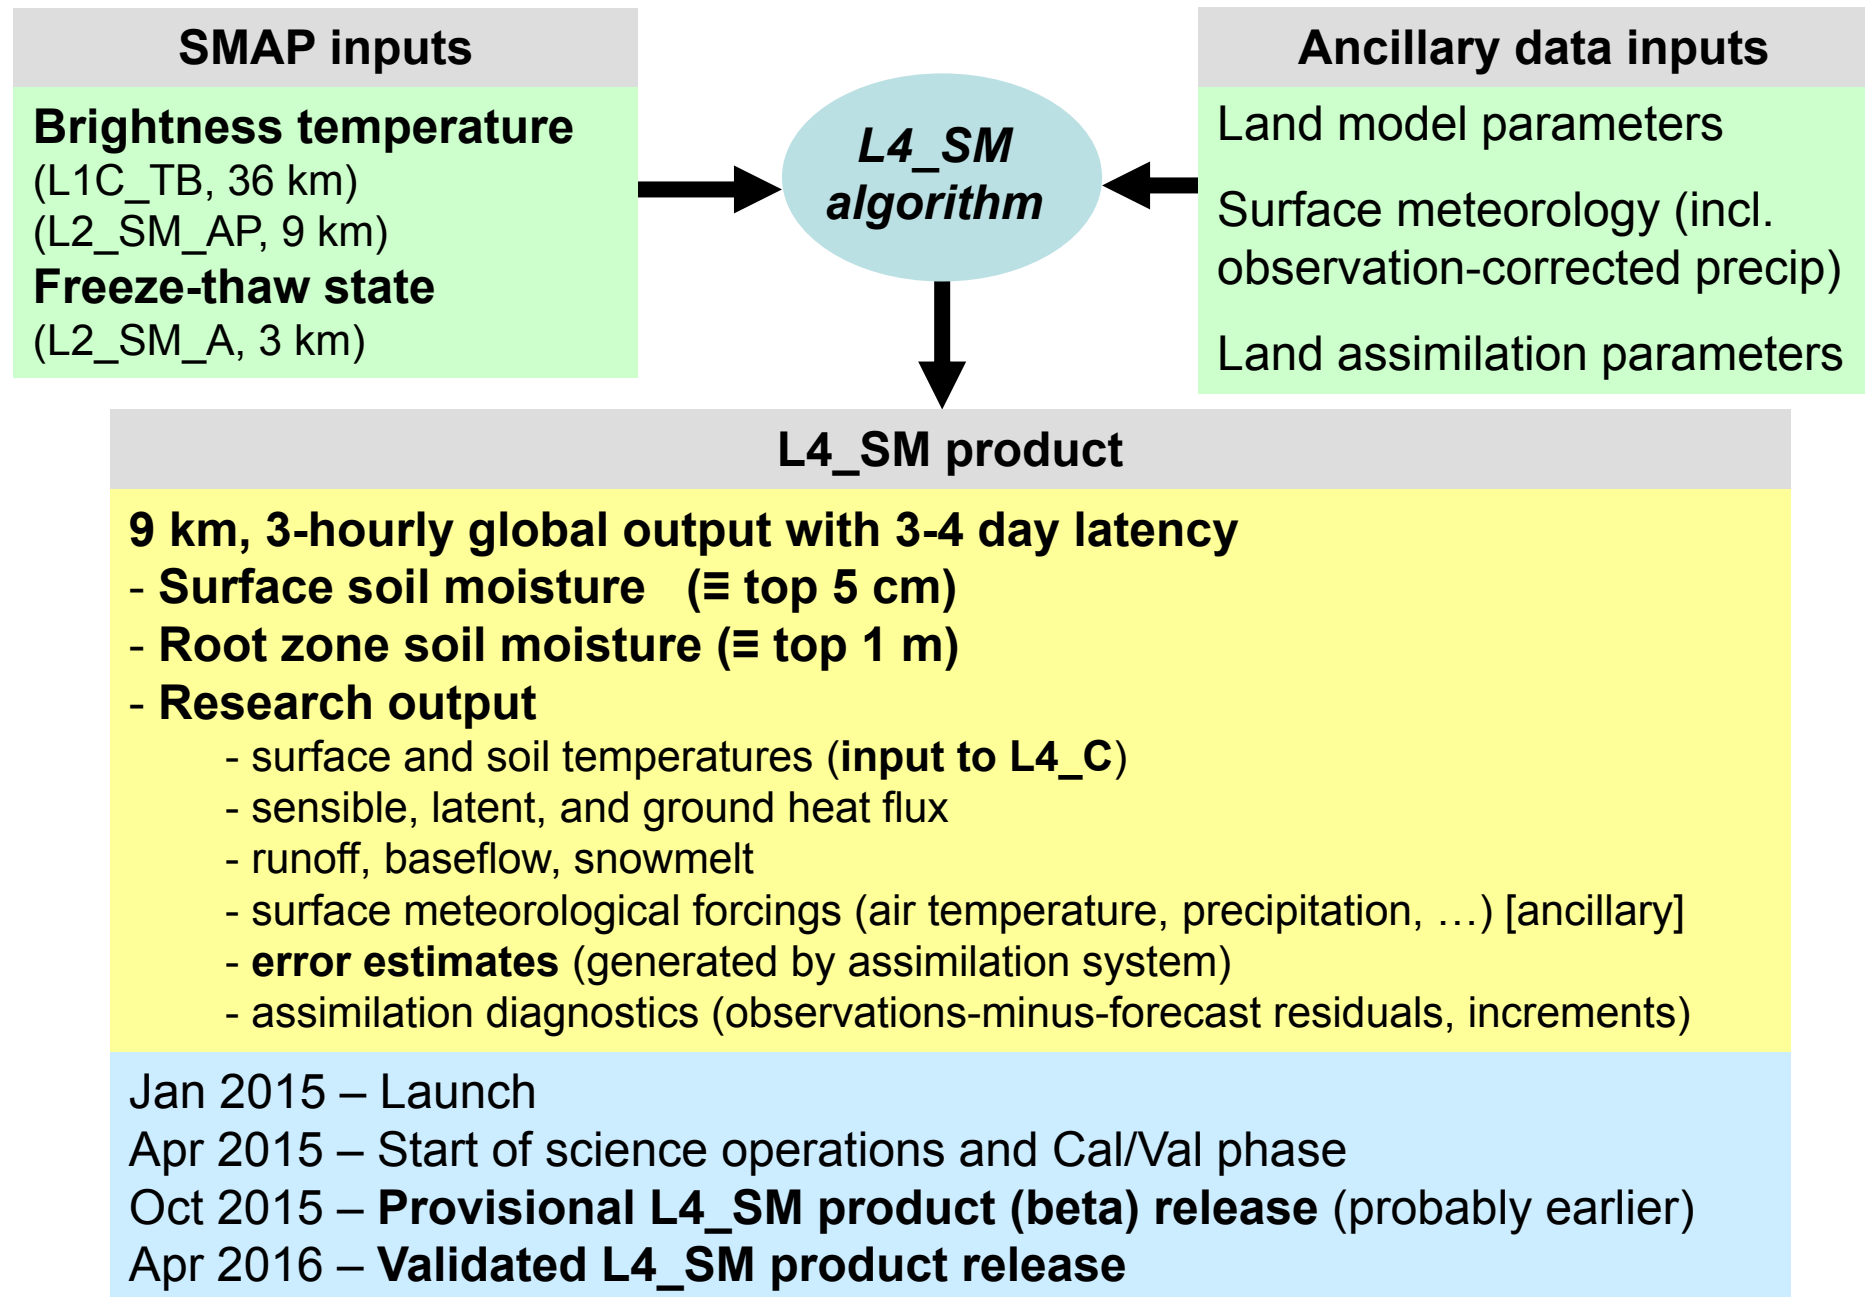 SMAP inputs
Brightness temperature
(L1C_TB, 36 km)
(L2_SM_AP, 9 km)
Freeze-thaw state
(L2_SM_A, 3 km)
L4_SM
algorithm
Ancillary data inputs
Land model parameters
Surface meteorology (incl.
observation-corrected precip)
Land assimilation parameters
L4_SM product
9 km, 3-hourly global output with 3-4 day latency
- Surface soil moisture (≡ top 5 cm)
- Root zone soil moisture (≡ top 1 m)
- Research output
- surface and soil temperatures (input to L4_C)
- sensible, latent, and ground heat flux
- runoff, baseflow, snowmelt
- surface meteorological forcings (air temperature, precipitation, …) [ancillary]
- error estimates (generated by assimilation system)
- assimilation diagnostics (observations-minus-forecast residuals, increments)
Jan 2015 – Launch
Apr 2015 – Start of science operations and Cal/Val phase
Oct 2015 – Provisional L4_SM product (beta) release (probably earlier)
Apr 2016 – Validated L4_SM product release